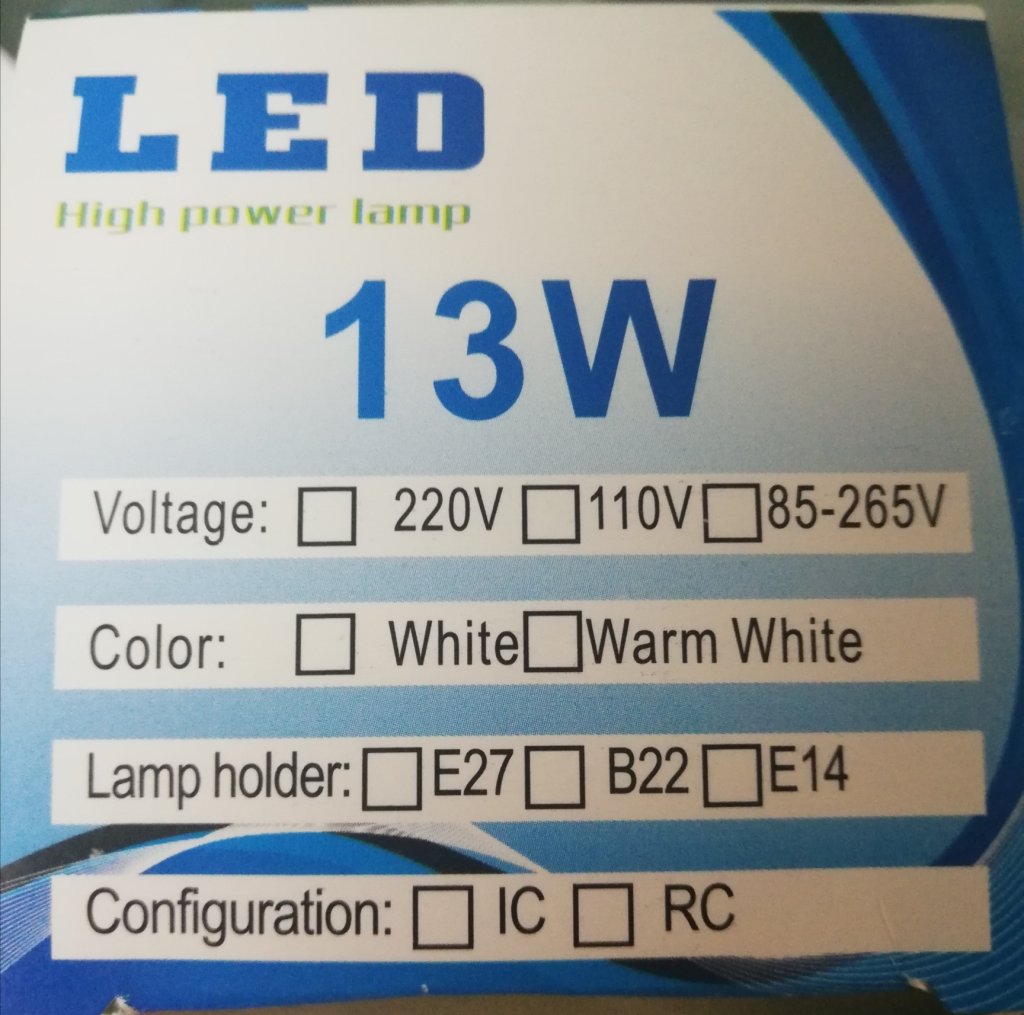 LED
High power lamp
13W
Voltage: ☐ 220V ☐ 110V ☐ 85-265V
Color: ☐ White ☐ Warm White
Lamp holder: ☐ E27 ☐ B22 ☐ E14
Configuration: ☐ IC ☐ RC